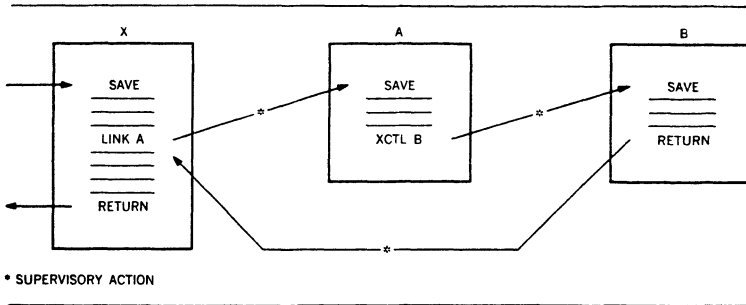 X
A
B
SAVE
LINK A
RETURN
SAVE
XCTL B
SAVE
RETURN
*
*
*
* SUPERVISORY ACTION